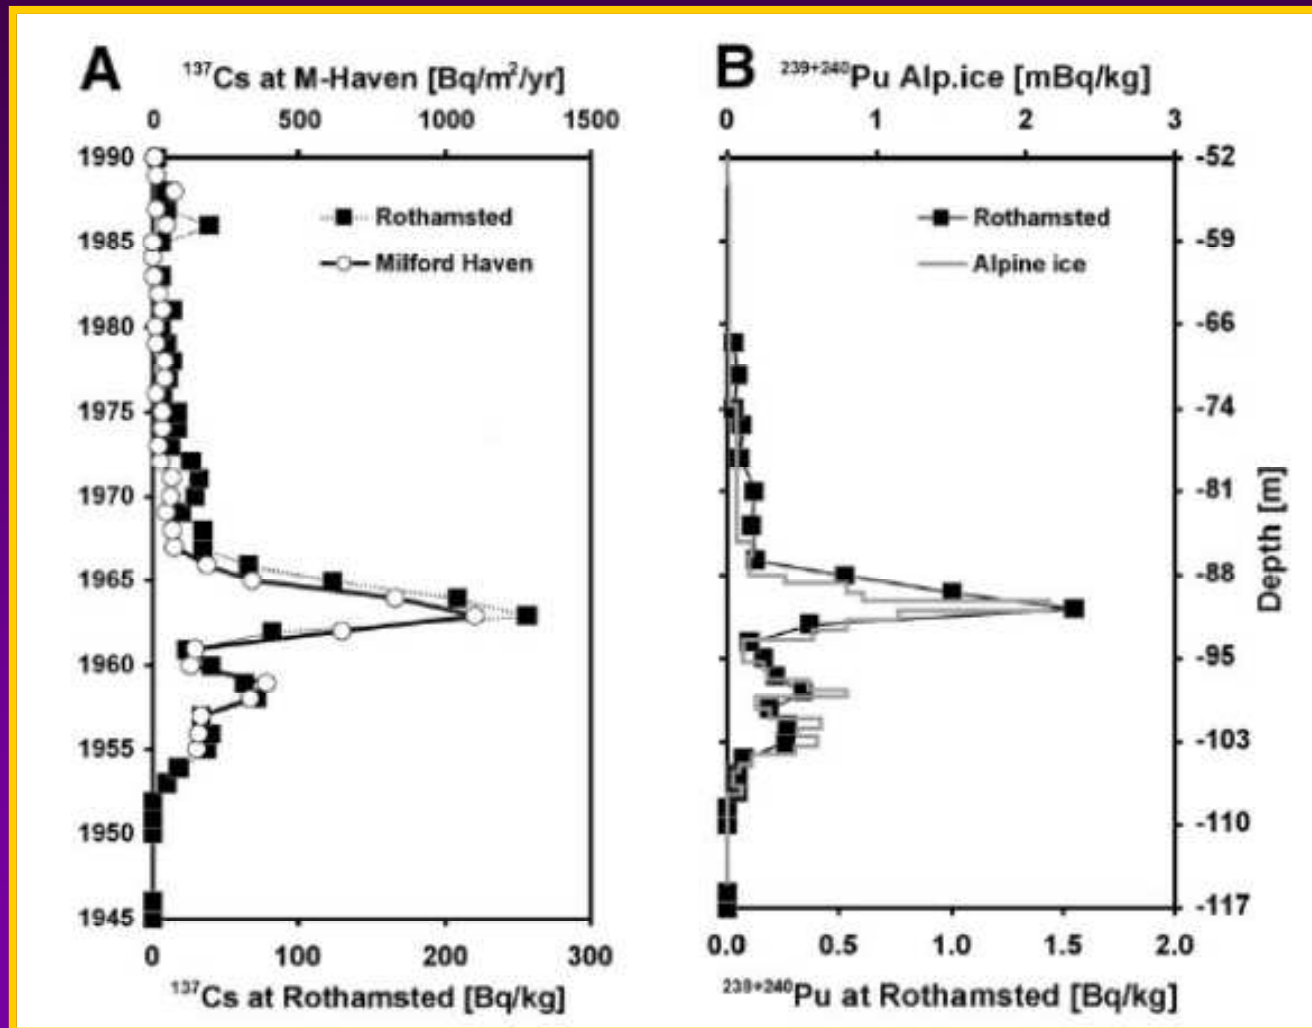 A
¹³⁷Cs at M-Haven [Bq/m²/yr]
0 500 1000 1500
1990
1985
1980
1975
1970
1965
1960
1955
1950
1945
Rothamsted
Milford Haven
0 100 200 300
¹³⁷Cs at Rothamsted [Bq/kg]
B
²³⁹⁺²⁴⁰Pu Alp.ice [mBq/kg]
0 1 2 3
Rothamsted
Alpine ice
-52
-59
-66
-74
-81
-88
-95
-103
-110
-117
Depth [m]
0.0 0.5 1.0 1.5 2.0
²³⁹⁺²⁴⁰Pu at Rothamsted [Bq/kg]